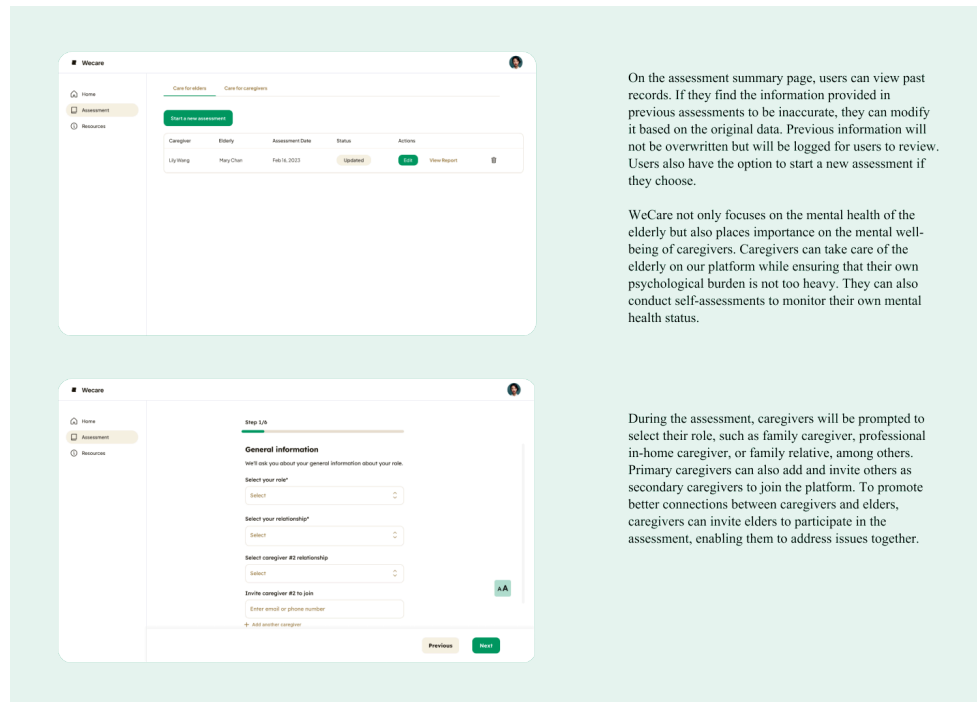 Wecare
Home
Assessment
Resources
Care for elders Care for caregivers
Start a new assessment
Caregiver Elderly Assessment Date Status Actions
Lily Wang Mary Chan Feb 16, 2023 Updated Edit View Report
On the assessment summary page, users can view past
records. If they find the information provided in
previous assessments to be inaccurate, they can modify
it based on the original data. Previous information will
not be overwritten but will be logged for users to review.
Users also have the option to start a new assessment if
they choose.
WeCare not only focuses on the mental health of the
elderly but also places importance on the mental well-
being of caregivers. Caregivers can take care of the
elderly on our platform while ensuring that their own
psychological burden is not too heavy. They can also
conduct self-assessments to monitor their own mental
health status.
Wecare
Home
Assessment
Resources
Step 1/6
General information
We'll ask you about your general information about your role.
Select your role*
Select
Select your relationship*
Select
Select caregiver #2 relationship
Select
Invite caregiver #2 to join
Enter email or phone number
+ Add another caregiver
AA
Previous Next
During the assessment, caregivers will be prompted to
select their role, such as family caregiver, professional
in-home caregiver, or family relative, among others.
Primary caregivers can also add and invite others as
secondary caregivers to join the platform. To promote
better connections between caregivers and elders,
caregivers can invite elders to participate in the
assessment, enabling them to address issues together.